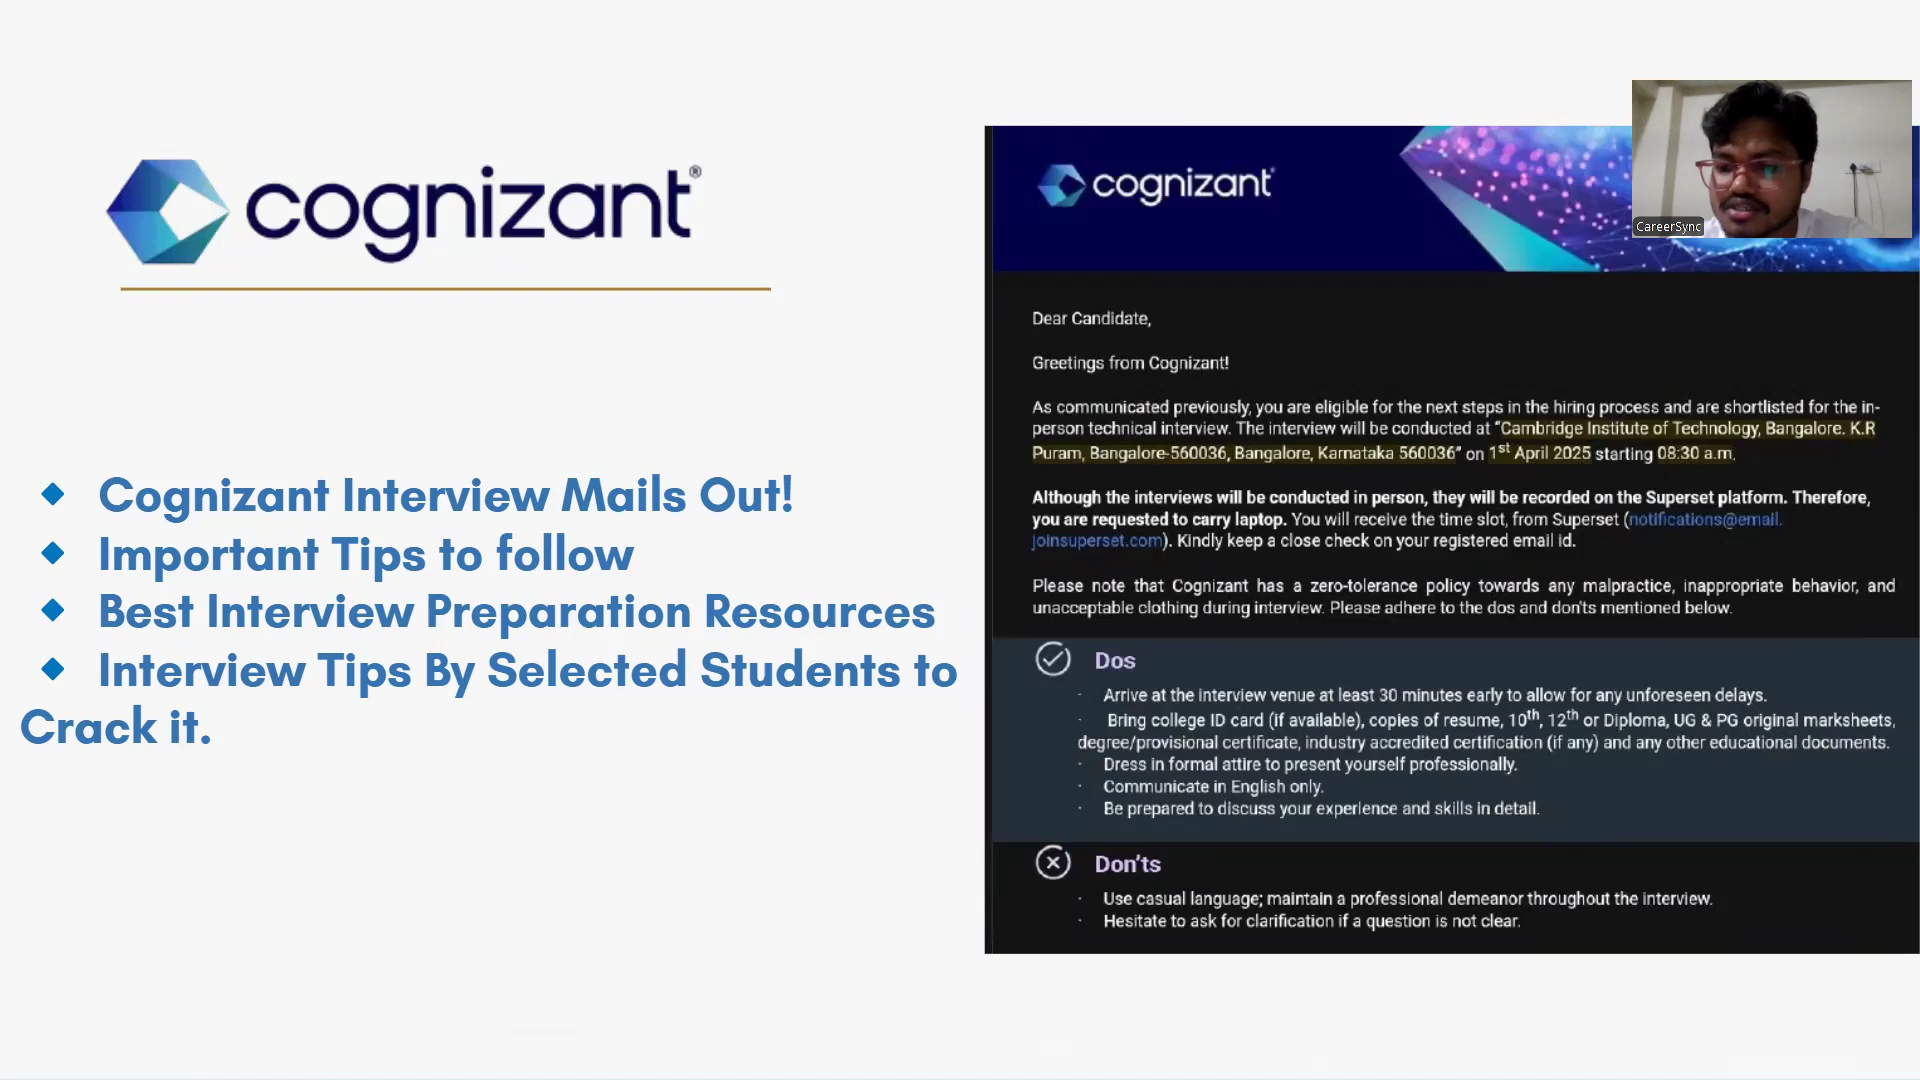 cognizant®
Cognizant Interview Mails Out!
Important Tips to follow
Best Interview Preparation Resources
Interview Tips By Selected Students to
Crack it.
cognizant
CareerSync
Dear Candidate,
Greetings from Cognizant!
As communicated previously, you are eligible for the next steps in the hiring process and are shortlisted for the in-
person technical interview. The interview will be conducted at "Cambridge Institute of Technology, Bangalore. K.R
Puram, Bangalore-560036, Bangalore, Karnataka 560036" on 1st April 2025 starting 08:30 a.m.
Although the interviews will be conducted in person, they will be recorded on the Superset platform. Therefore,
you are requested to carry laptop. You will receive the time slot, from Superset (notifications@email.
joinsuperset.com). Kindly keep a close check on your registered email id.
Please note that Cognizant has a zero-tolerance policy towards any malpractice, inappropriate behavior, and
unacceptable clothing during interview. Please adhere to the dos and don'ts mentioned below.
Dos
· Arrive at the interview venue at least 30 minutes early to allow for any unforeseen delays.
· Bring college ID card (if available), copies of resume, 10th, 12th or Diploma, UG & PG original marksheets,
degree/provisional certificate, industry accredited certification (if any) and any other educational documents.
· Dress in formal attire to present yourself professionally.
· Communicate in English only.
· Be prepared to discuss your experience and skills in detail.
Don'ts
· Use casual language; maintain a professional demeanor throughout the interview.
· Hesitate to ask for clarification if a question is not clear.